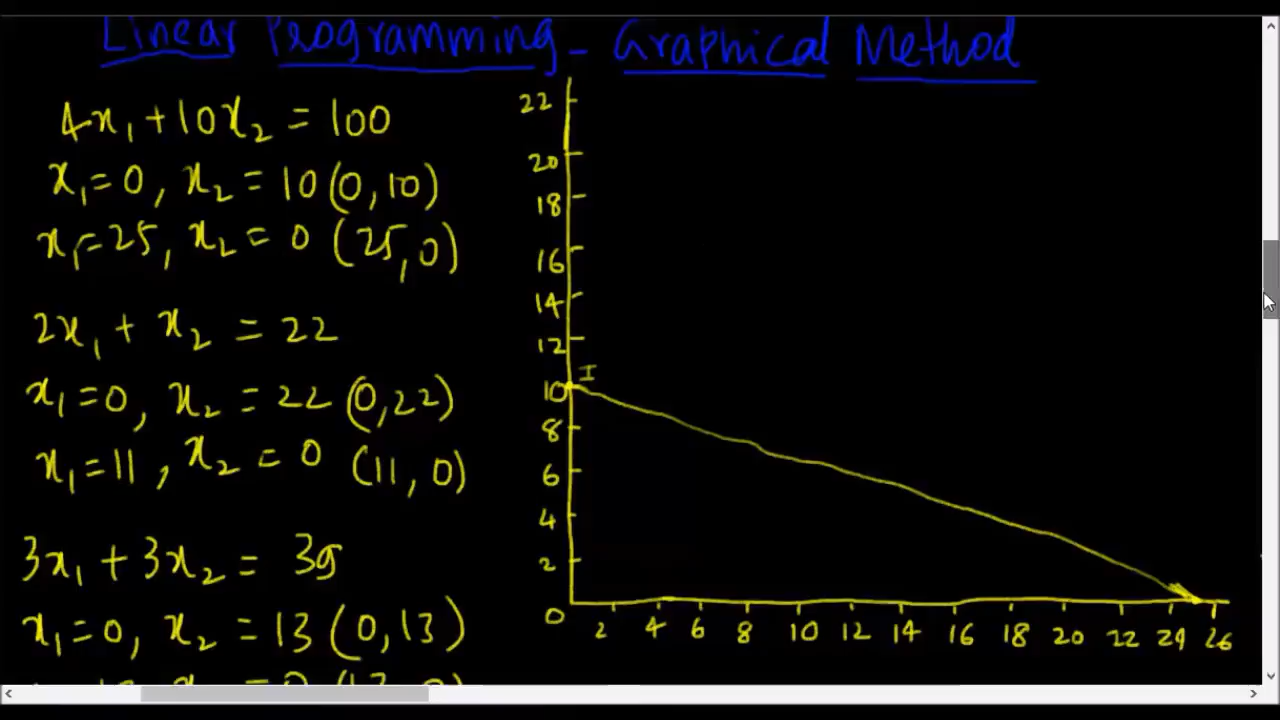 Linear Programming - Graphical Method
4x₁ + 10x₂ = 100
x₁ = 0, x₂ = 10 (0, 10)
x₁ = 25, x₂ = 0 (25, 0)
2x₁ + x₂ = 22
x₁ = 0, x₂ = 22 (0, 22)
x₁ = 11, x₂ = 0 (11, 0)
3x₁ + 3x₂ = 39
x₁ = 0, x₂ = 13 (0, 13)
22
20
18
16
14
12
10
I
8
6
4
2
0
2 4 6 8 10 12 14 16 18 20 22 24 26